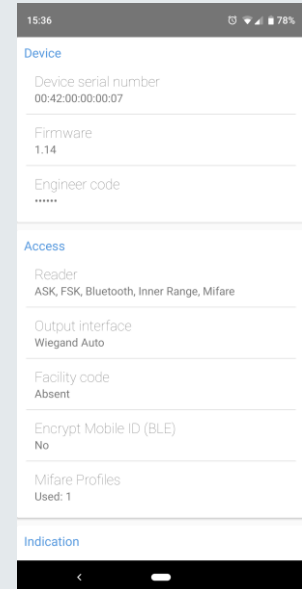 15:36
78%
Device
Device serial number
00:42:00:00:00:07
Firmware
1.14
Engineer code
••••••
Access
Reader
ASK, FSK, Bluetooth, Inner Range, Mifare
Output interface
Wiegand Auto
Facility code
Absent
Encrypt Mobile ID (BLE)
No
Mifare Profiles
Used: 1
Indication